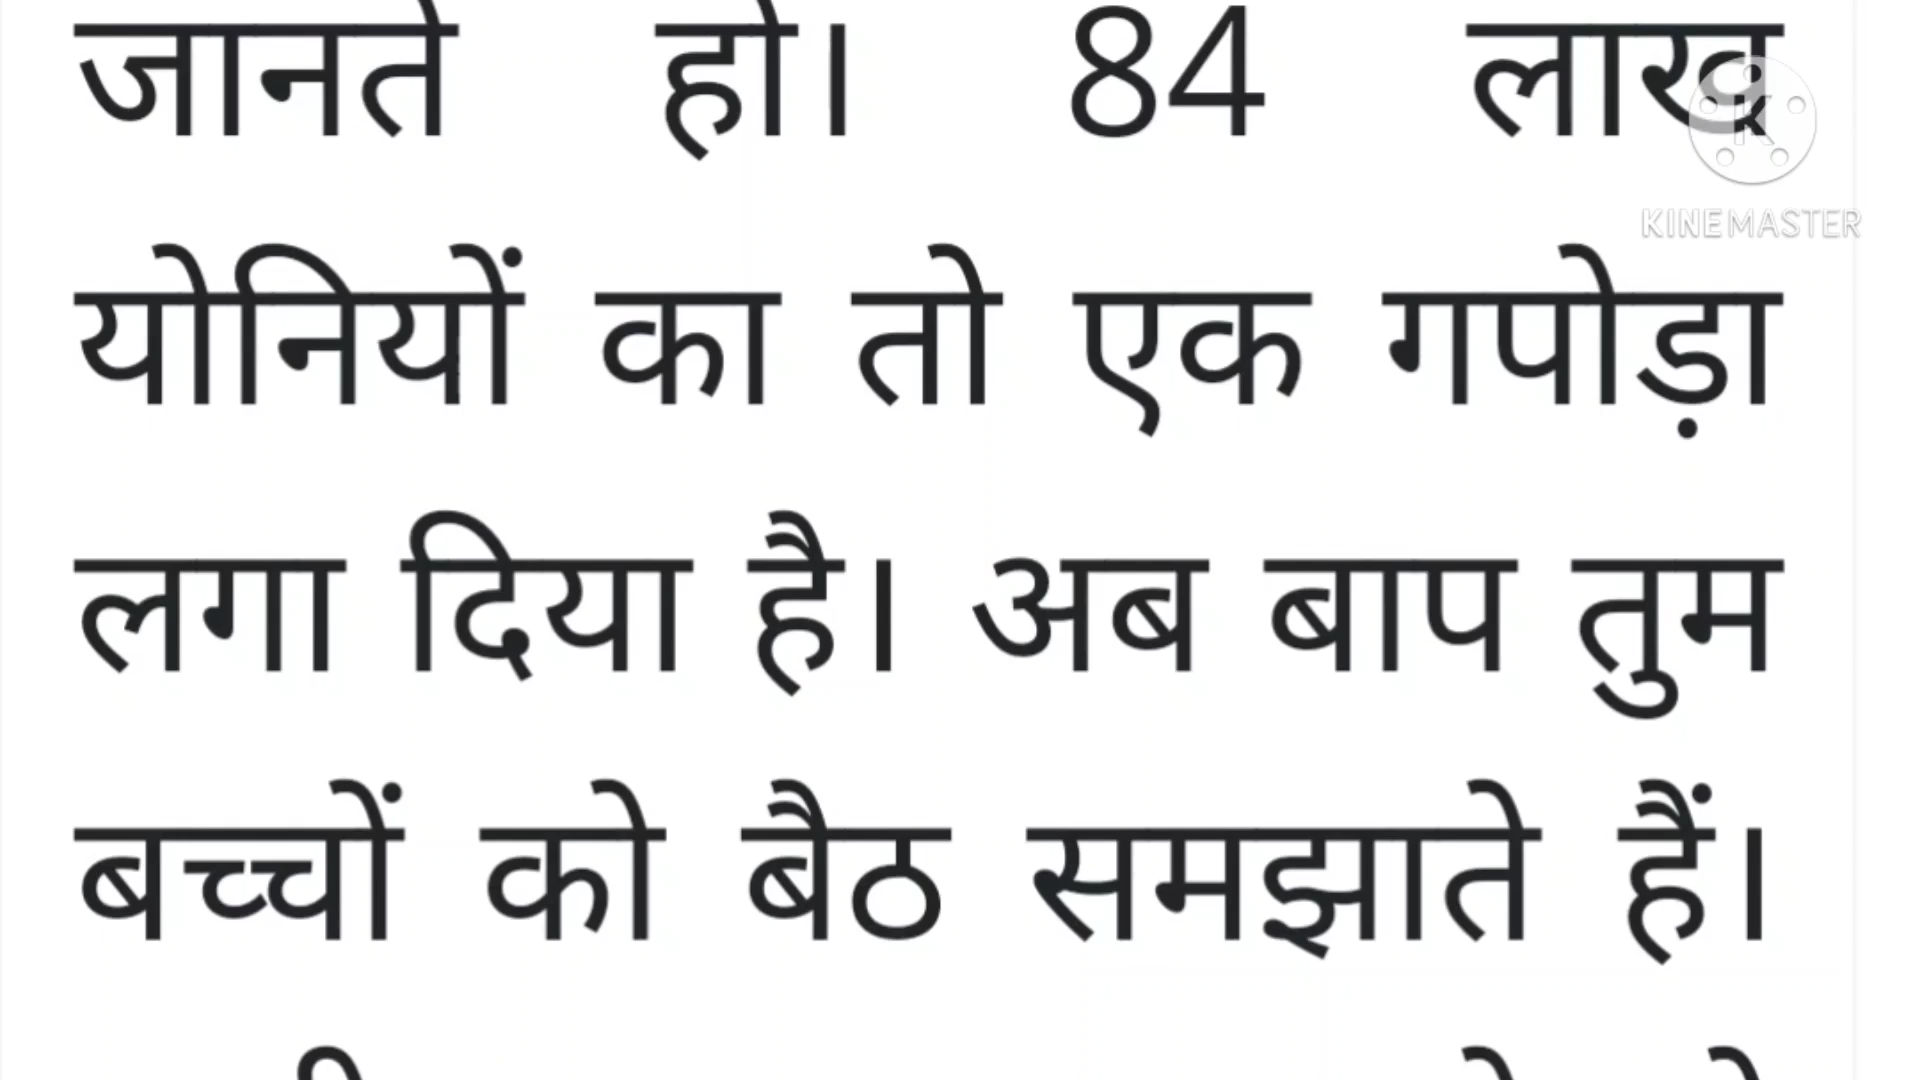 जानते हो। 84 लाख
योनियों का तो एक गपोड़ा
लगा दिया है। अब बाप तुम
बच्चों को बैठ समझाते हैं।
KINEMASTER